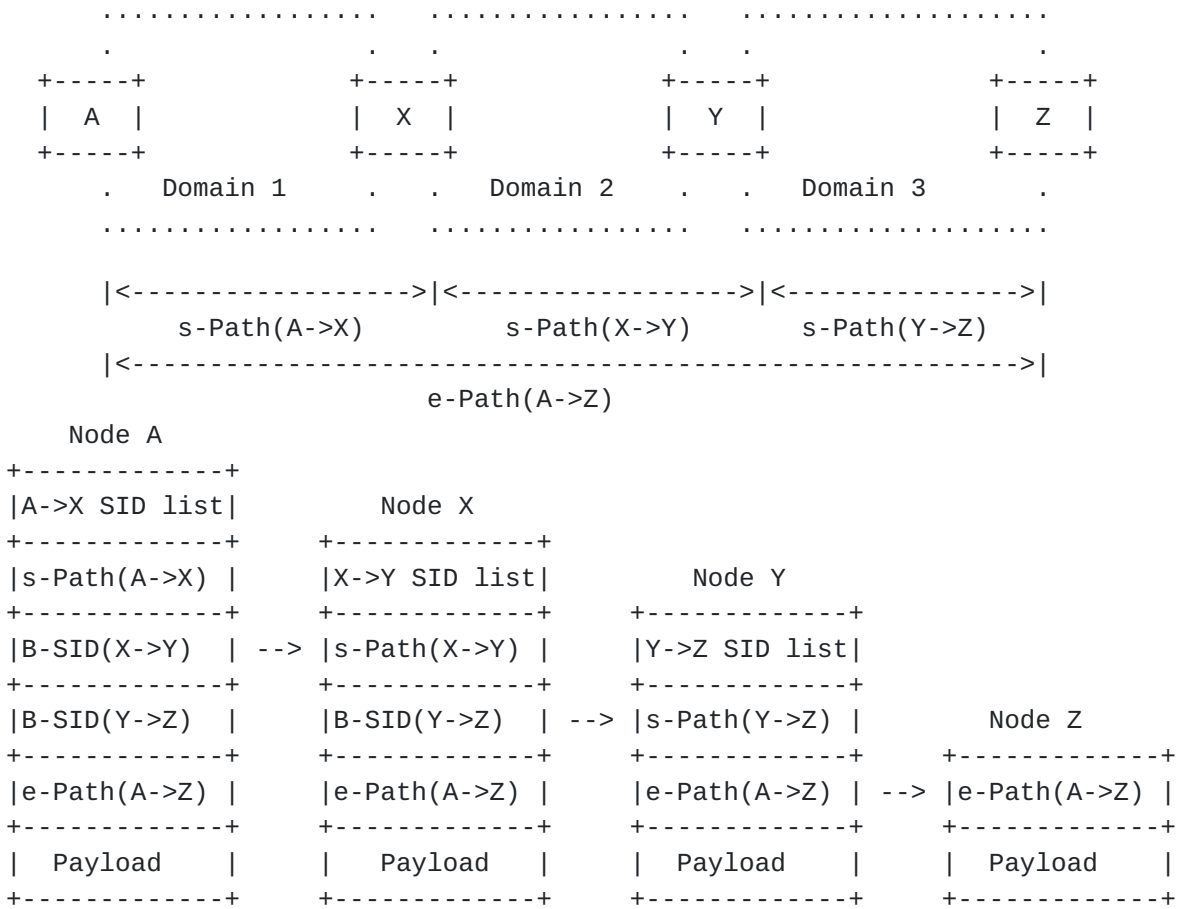 ..................   .................   ....................
      .                .   .               .   .                  .
  +-----+             +-----+             +-----+              +-----+
  |  A  |             |  X  |             |  Y  |              |  Z  |
  +-----+             +-----+             +-----+              +-----+
      .   Domain 1     .   .   Domain 2    .   .   Domain 3       .
      ..................   .................   ....................

      |<------------------>|<----------------->|<--------------->|
           s-Path(A->X)         s-Path(X->Y)       s-Path(Y->Z)
      |<--------------------------------------------------------->|
                           e-Path(A->Z)
    Node A
+-------------+
|A->X SID list|         Node X
+-------------+     +-------------+
|s-Path(A->X) |     |X->Y SID list|         Node Y
+-------------+     +-------------+     +-------------+
|B-SID(X->Y)  | --> |s-Path(X->Y) |     |Y->Z SID list|
+-------------+     +-------------+     +-------------+
|B-SID(Y->Z)  |     |B-SID(Y->Z)  | --> |s-Path(Y->Z) |        Node Z
+-------------+     +-------------+     +-------------+     +-------------+
|e-Path(A->Z) |     |e-Path(A->Z) |     |e-Path(A->Z) | --> |e-Path(A->Z) |
+-------------+     +-------------+     +-------------+     +-------------+
|  Payload    |     |   Payload   |     |  Payload    |     |  Payload    |
+-------------+     +-------------+     +-------------+     +-------------+